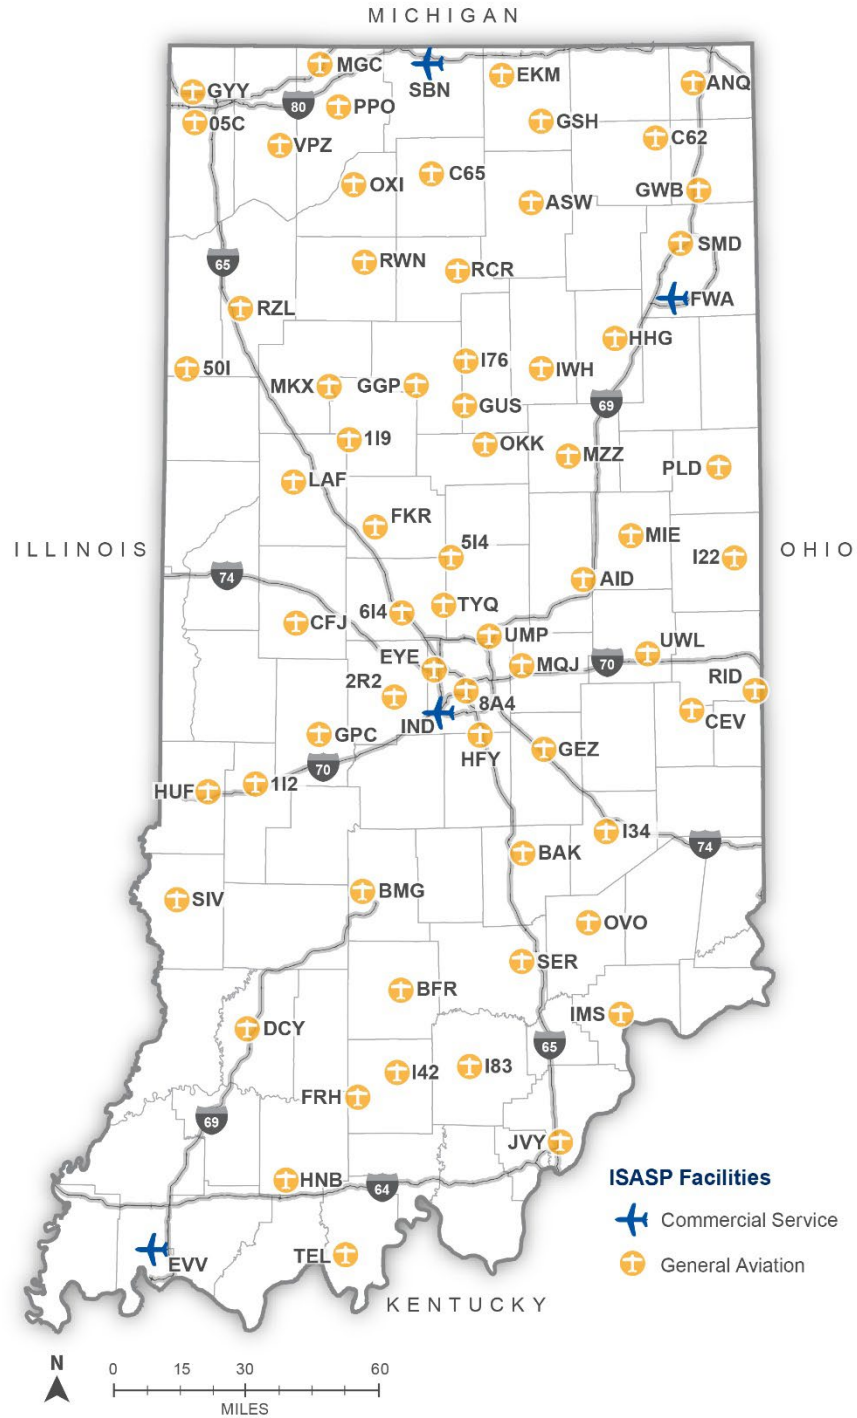 MICHIGAN
MGC
SBN
EKM
ANQ
GYY
80
PPO
05C
GSH
C62
VPZ
OXI
C65
GWB
ASW
SMD
RWN
RCR
65
FWA
RZL
HHG
50I
I76
IWH
MKX
GGP
GUS
69
1I9
OKK
MZZ
PLD
LAF
FKR
MIE
ILLINOIS
OHIO
5I4
I22
74
AID
TYQ
6I4
CFJ
UMP
UWL
EYE
MQJ
70
RID
2R2
8A4
CEV
IND
GPC
HFY
GEZ
70
HUF
1I2
I34
74
BAK
SIV
BMG
OVO
SER
BFR
IMS
DCY
65
I42
I83
FRH
69
JVY
HNB
64
ISASP Facilities
Commercial Service
EVV
TEL
General Aviation
KENTUCKY
N
0 15 30 60
MILES